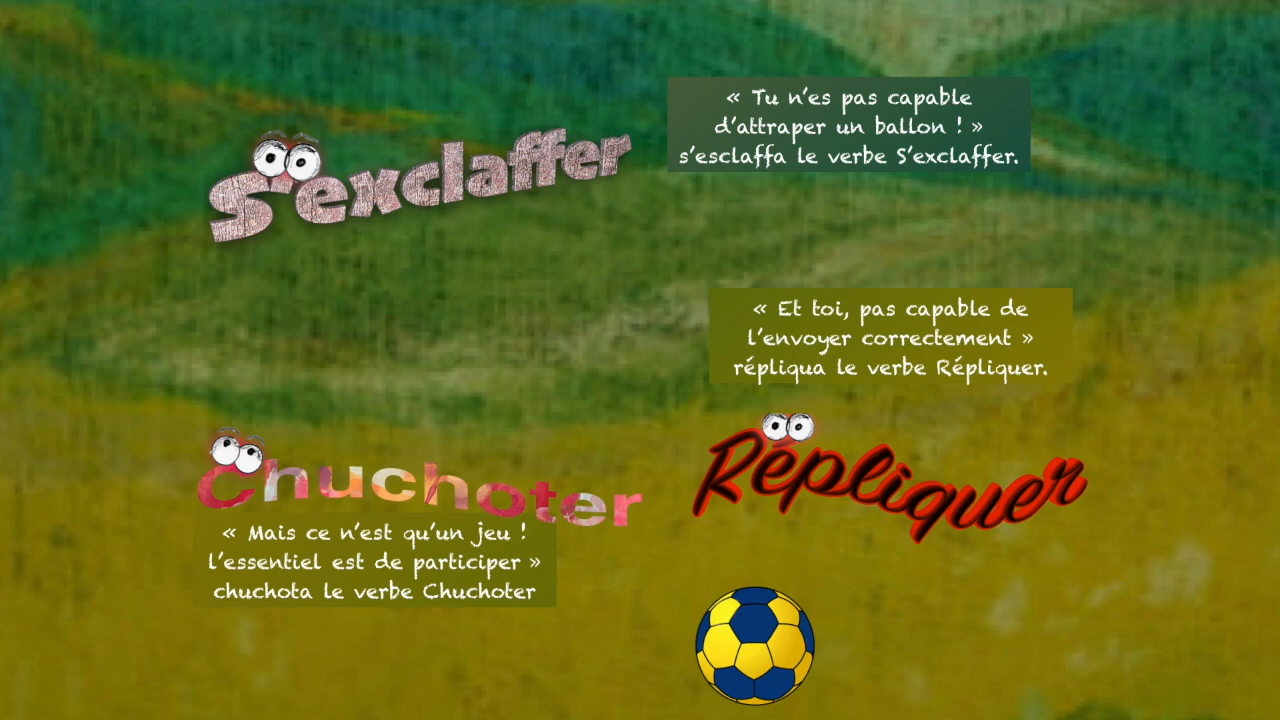 S'exclaffer
« Tu n'es pas capable
d'attraper un ballon ! »
s'esclaffa le verbe S'exclaffer.
« Et toi, pas capable de
l'envoyer correctement »
répliqua le verbe Répliquer.
Chuchoter
Répliquer
« Mais ce n'est qu'un jeu !
l'essentiel est de participer »
chuchota le verbe Chuchoter